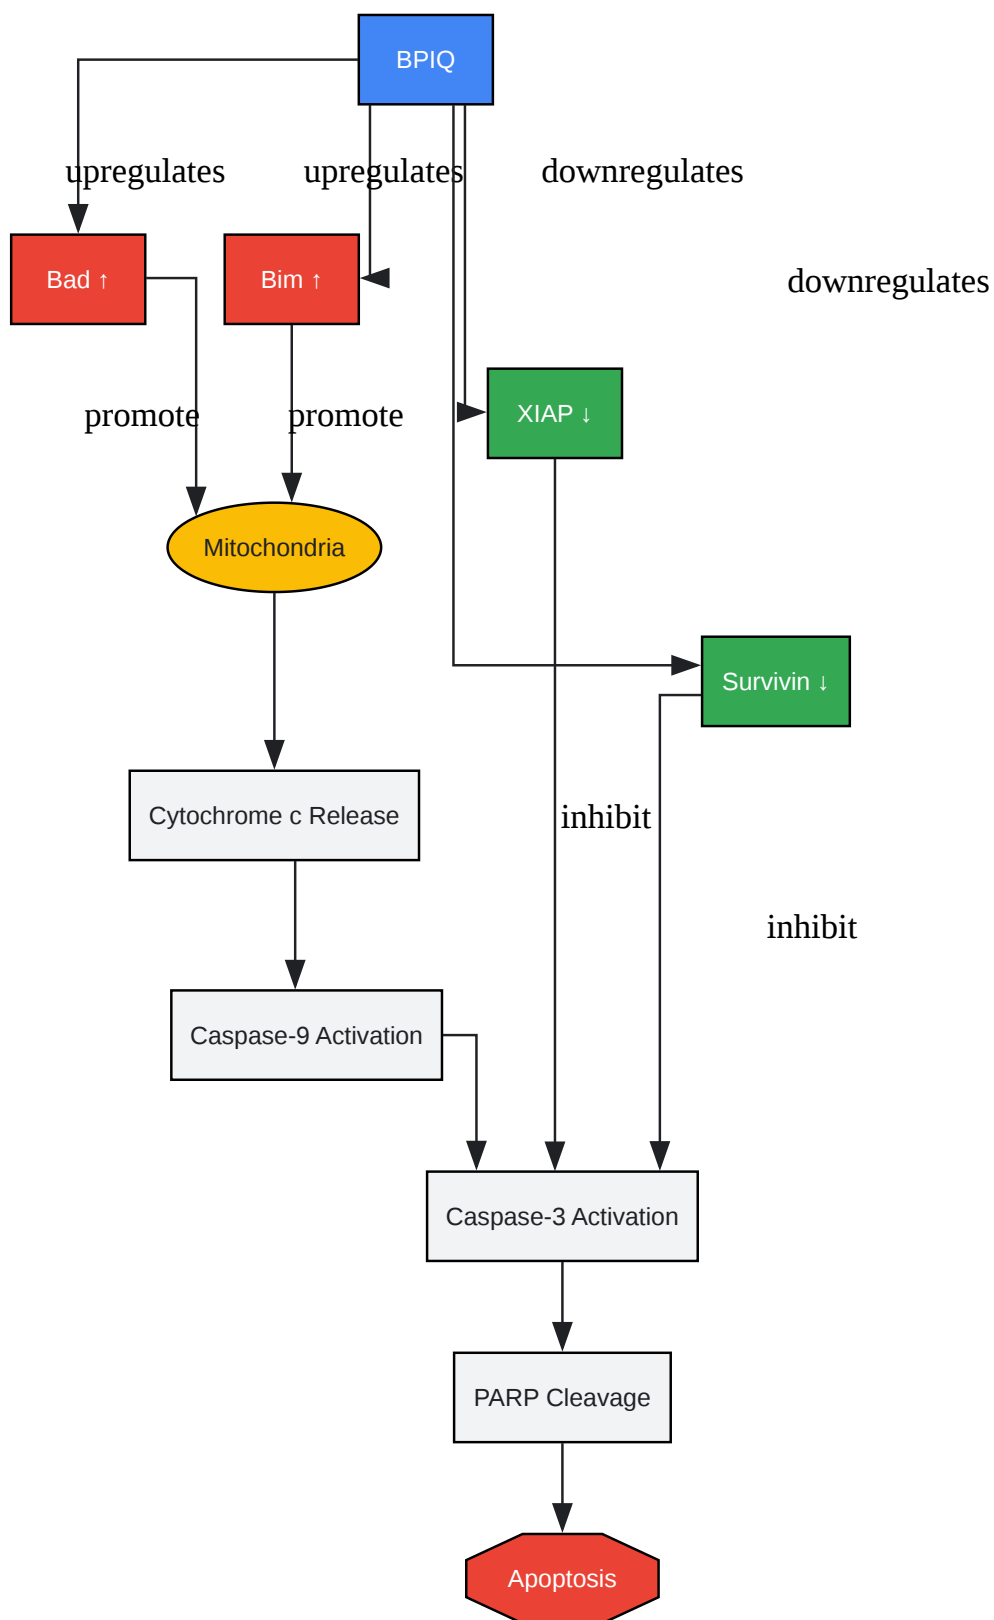 BPIQ
upregulates
upregulates
downregulates
Bad ↑
Bim ↑
downregulates
promote
promote
XIAP ↓
Mitochondria
Survivin ↓
Cytochrome c Release
inhibit
inhibit
Caspase-9 Activation
Caspase-3 Activation
PARP Cleavage
Apoptosis